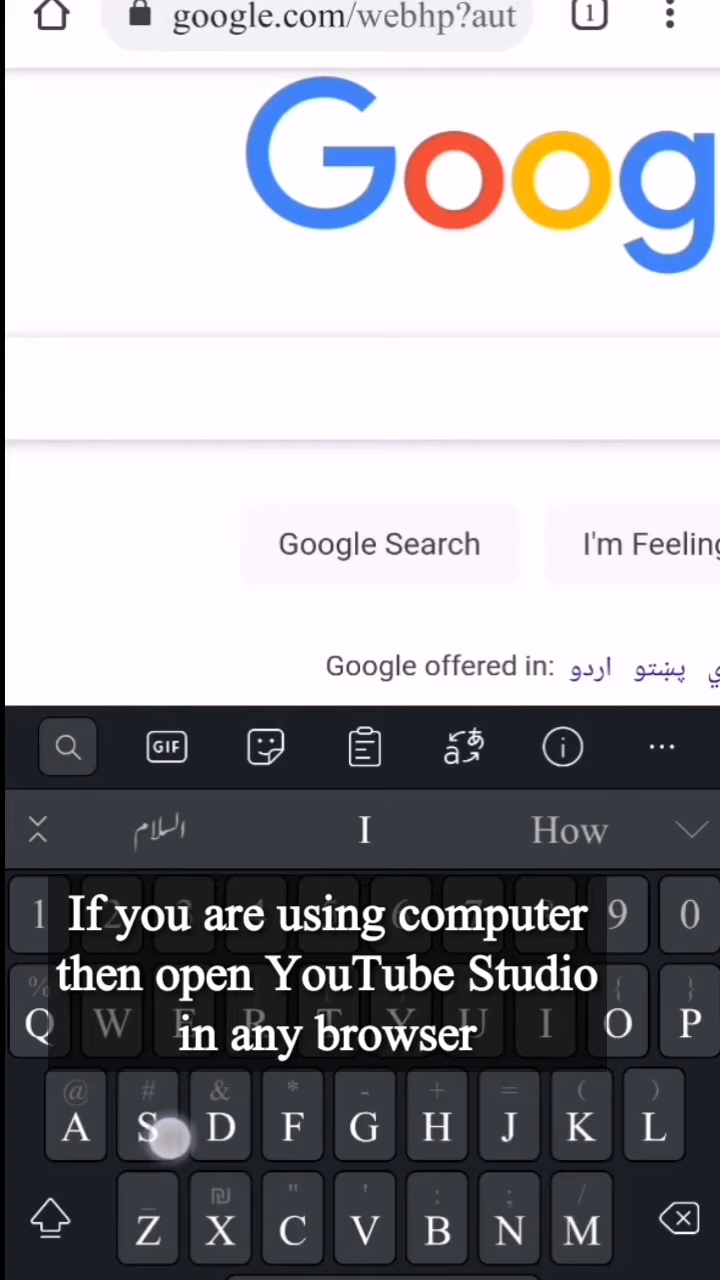 google.com/webhp?aut
1
Goog
Google Search
I'm Feeling
Google offered in: اردو پښتو
GIF
السلام I How
If you are using computer
then open YouTube Studio
in any browser
1 9 0
% { }
Q W E R T Y U I O P
@ # & * - + = ( )
A S D F G H J K L
_ ₪ " ' : ; /
Z X C V B N M